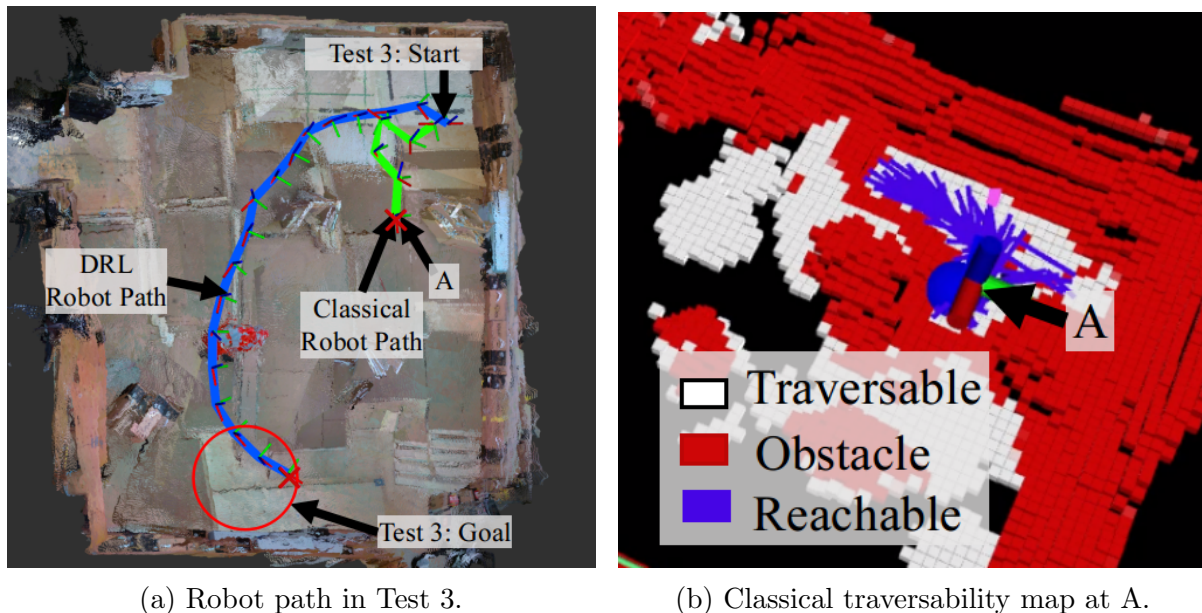 Test 3: Start
DRL
Robot Path
A
Classical
Robot Path
Test 3: Goal
A
Traversable
Obstacle
Reachable
(a) Robot path in Test 3.
(b) Classical traversability map at A.